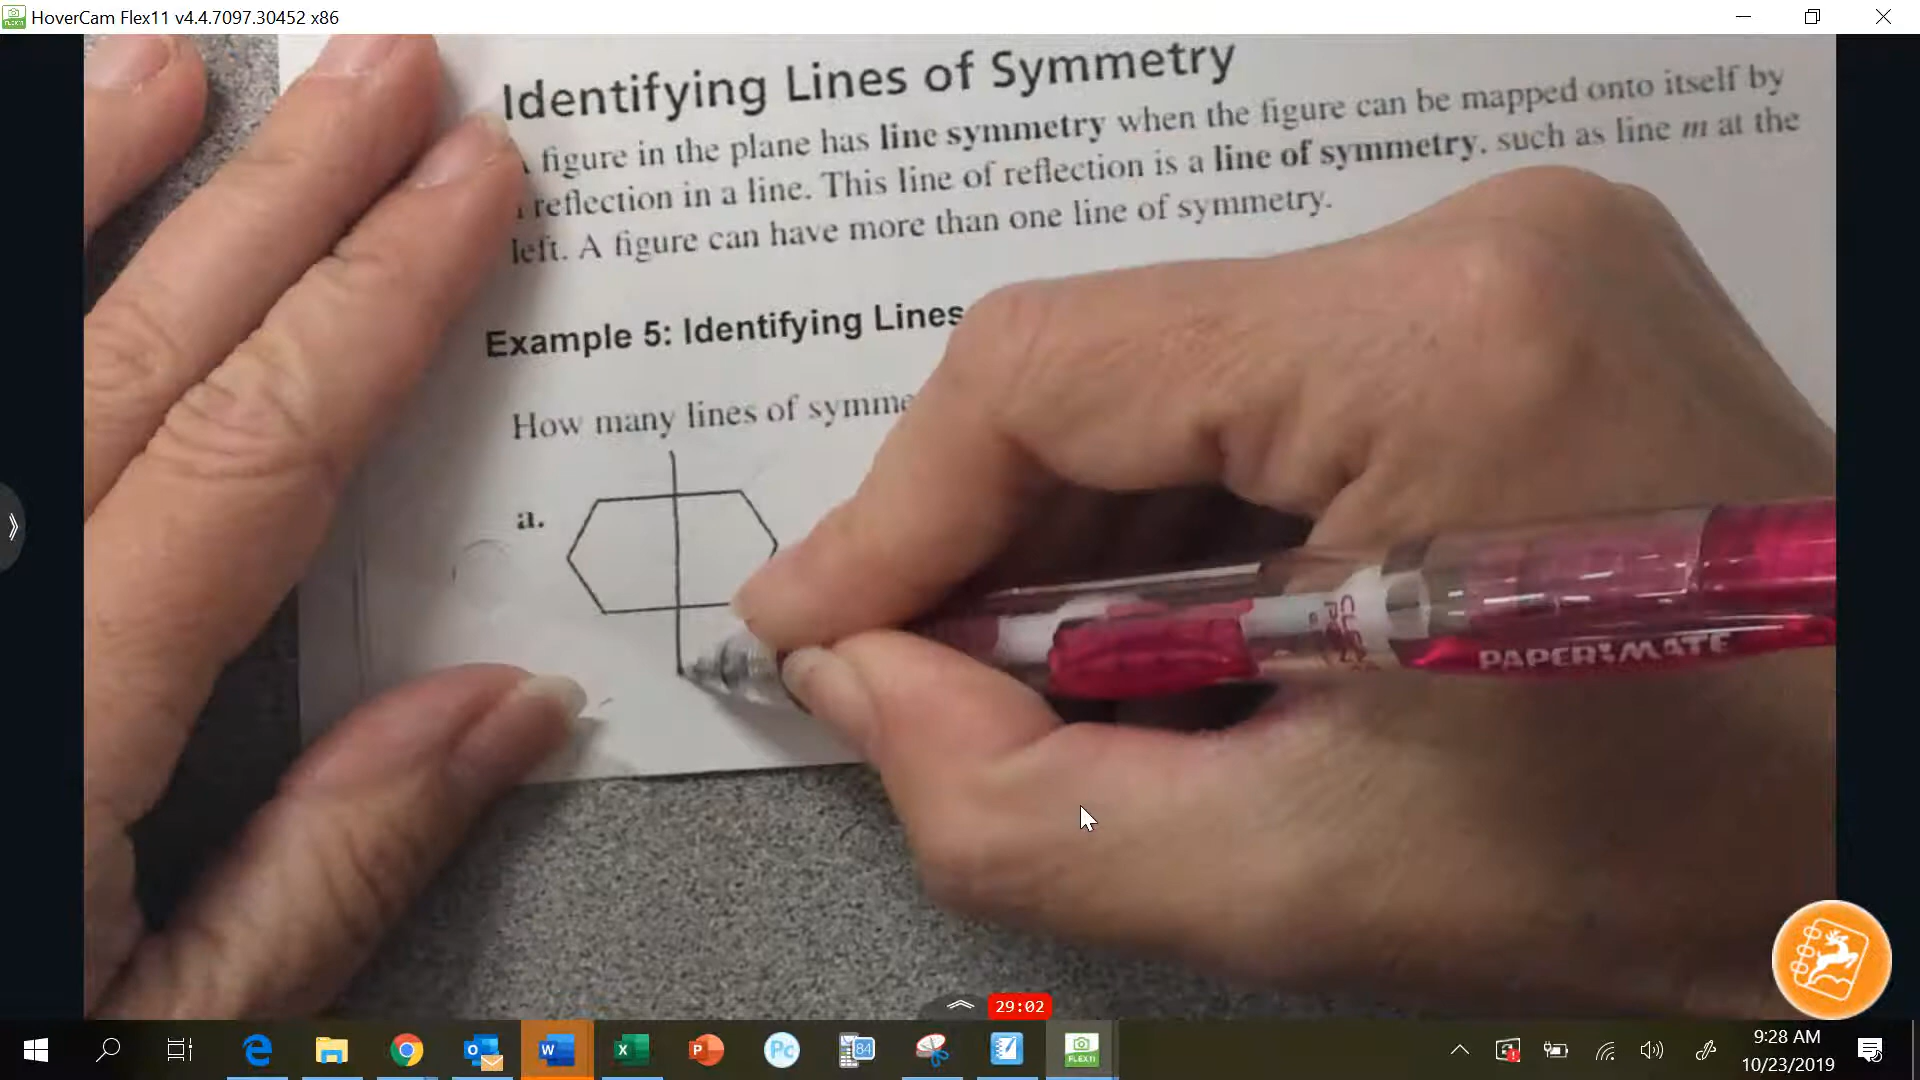 HoverCam Flex11 v4.4.7097.30452 x86
Identifying Lines of Symmetry
figure in the plane has line symmetry when the figure can be mapped onto itself by
reflection in a line. This line of reflection is a line of symmetry, such as line m at the
left. A figure can have more than one line of symmetry.
Example 5: Identifying Lines
How many lines of symme
a.
PAPER MATE
29:02
9:28 AM
10/23/2019